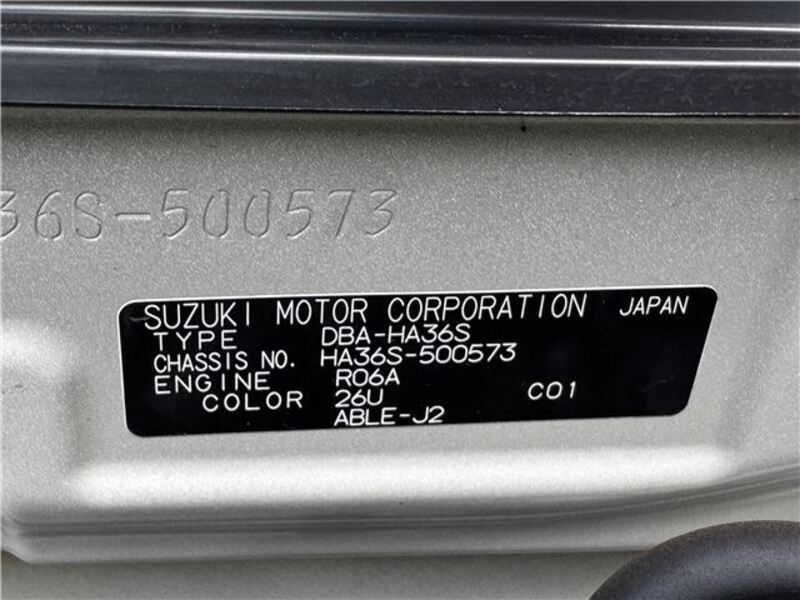 36S-500573
SUZUKI MOTOR CORPORATION JAPAN
TYPE DBA-HA36S
CHASSIS NO. HA36S-500573
ENGINE R06A
COLOR 26U C01
ABLE-J2